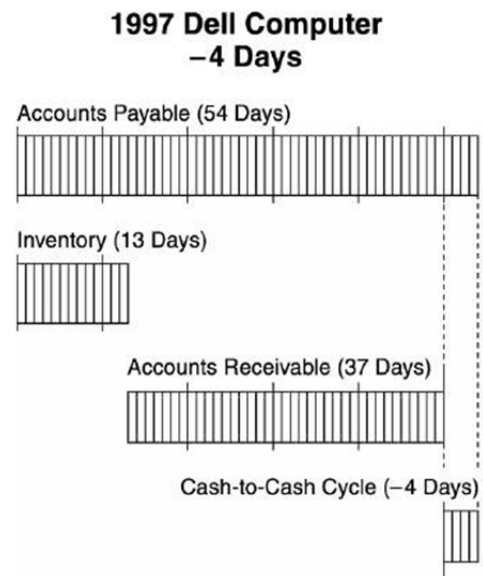 1997 Dell Computer
–4 Days
Accounts Payable (54 Days)
Inventory (13 Days)
Accounts Receivable (37 Days)
Cash-to-Cash Cycle (–4 Days)